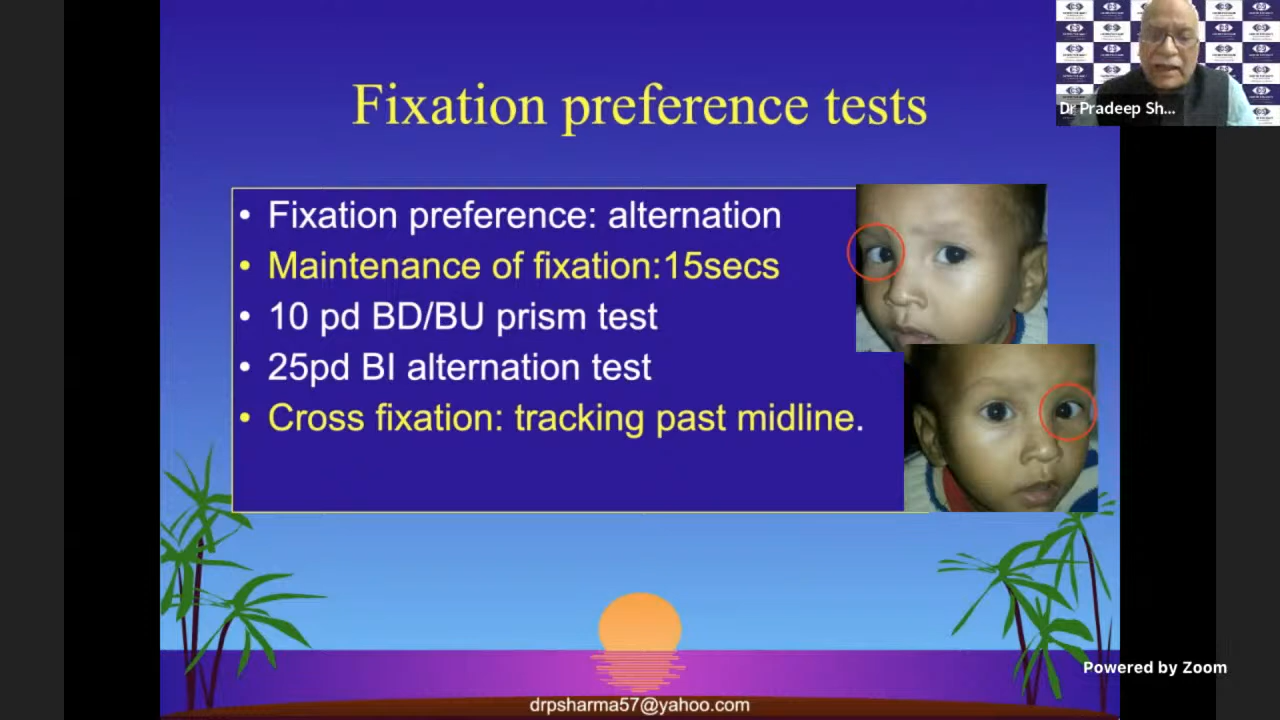 Fixation preference tests
Dr Pradeep Sh...
• Fixation preference: alternation
• Maintenance of fixation:15secs
• 10 pd BD/BU prism test
• 25pd BI alternation test
• Cross fixation: tracking past midline.
Powered by Zoom
drpsharma57@yahoo.com